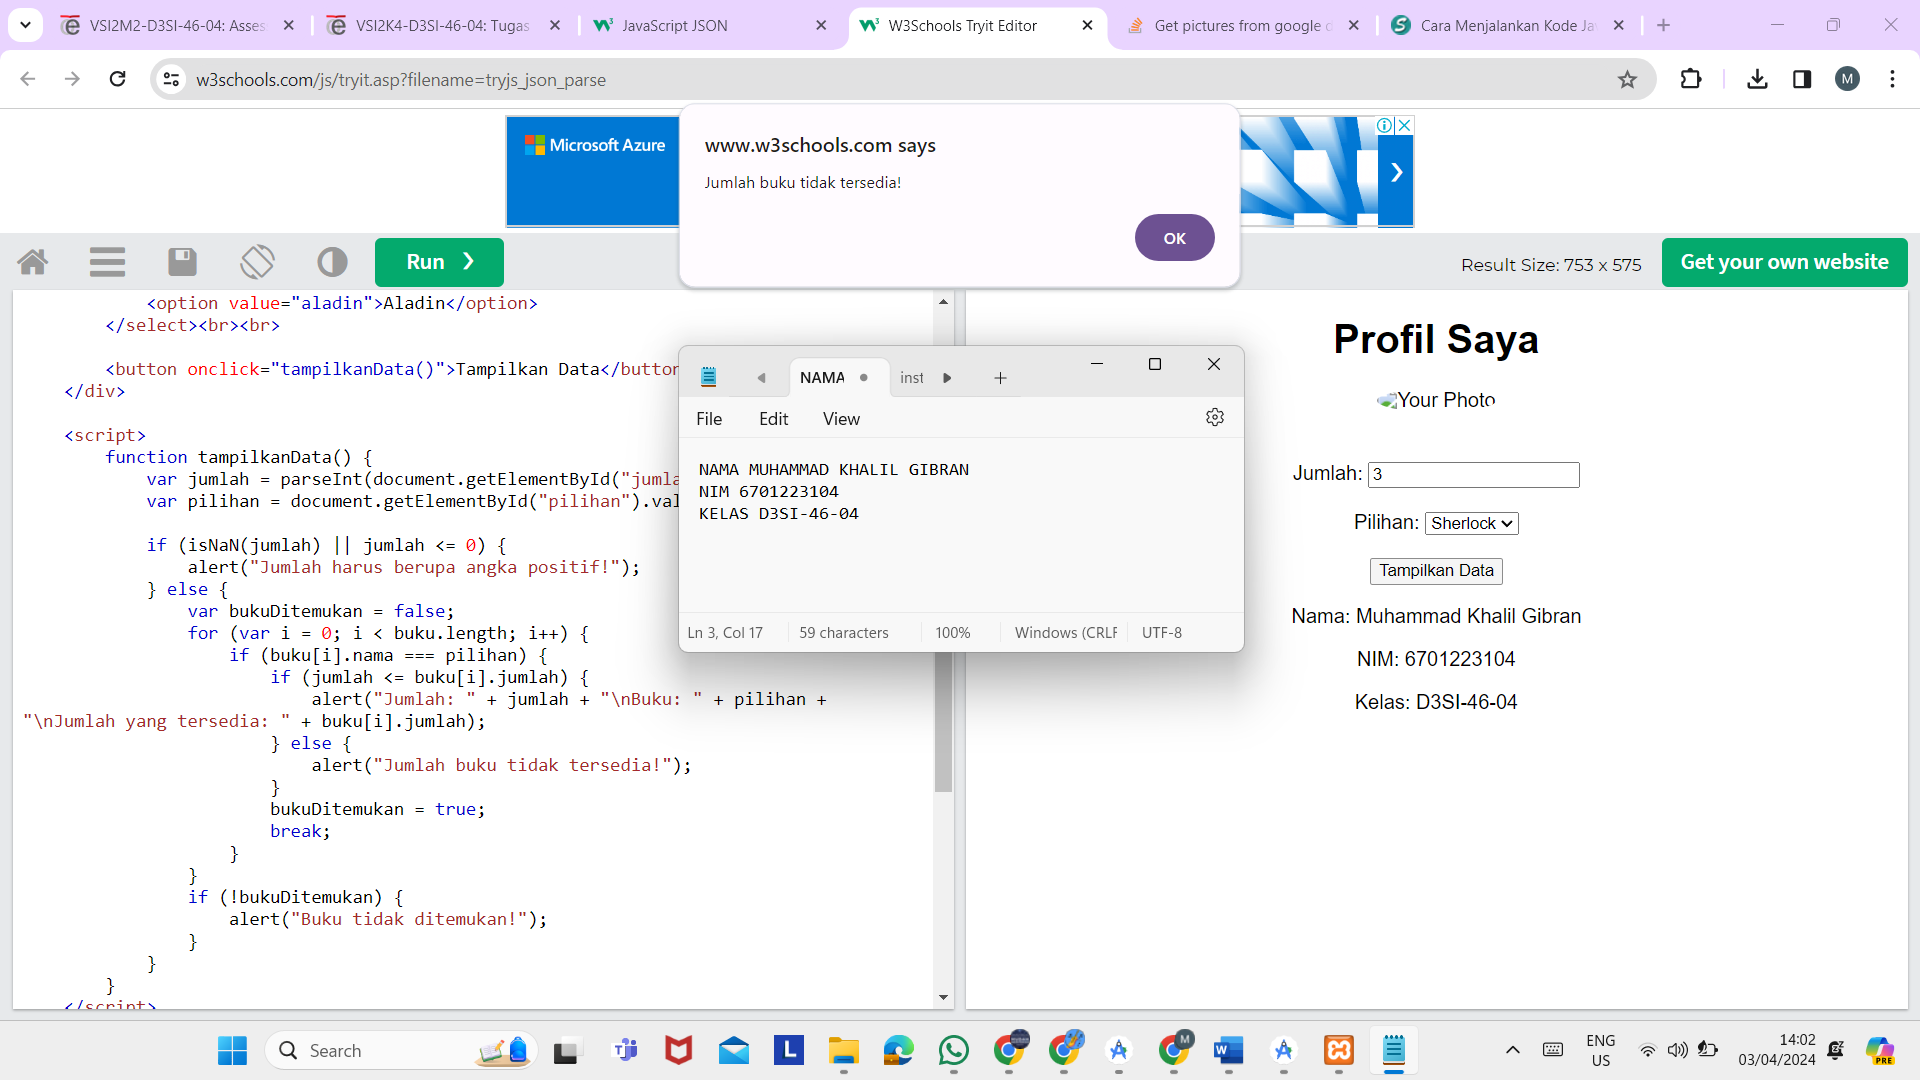 VSI2M2-D3SI-46-04: Asses
VSI2K4-D3SI-46-04: Tugas
JavaScript JSON
W3Schools Tryit Editor
Get pictures from google
Cara Menjalankan Kode Ja
w3schools.com/js/tryit.asp?filename=tryjs_json_parse
M
Microsoft Azure
www.w3schools.com says
Jumlah buku tidak tersedia!
OK
Run
Result Size: 753 x 575
Get your own website
<option value="aladin">Aladin</option>
</select><br><br>
<button onclick="tampilkanData()">Tampilkan Data</button
</div>
<script>
function tampilkanData() {
var jumlah = parseInt(document.getElementById("jumla
var pilihan = document.getElementById("pilihan").val
if (isNaN(jumlah) || jumlah <= 0) {
alert("Jumlah harus berupa angka positif!");
} else {
var bukuDitemukan = false;
for (var i = 0; i < buku.length; i++) {
if (buku[i].nama === pilihan) {
if (jumlah <= buku[i].jumlah) {
alert("Jumlah: " + jumlah + "\nBuku: " + pilihan +
"\nJumlah yang tersedia: " + buku[i].jumlah);
} else {
alert("Jumlah buku tidak tersedia!");
}
bukuDitemukan = true;
break;
}
}
if (!bukuDitemukan) {
alert("Buku tidak ditemukan!");
}
}
}
</script>
NAMA
inst
File Edit View
NAMA MUHAMMAD KHALIL GIBRAN
NIM 6701223104
KELAS D3SI-46-04
Ln 3, Col 17 59 characters 100% Windows (CRLF UTF-8
Profil Saya
Your Photo
Jumlah: 3
Pilihan: Sherlock
Tampilkan Data
Nama: Muhammad Khalil Gibran
NIM: 6701223104
Kelas: D3SI-46-04
Search
L
M
ENG
US
14:02
03/04/2024
PRE